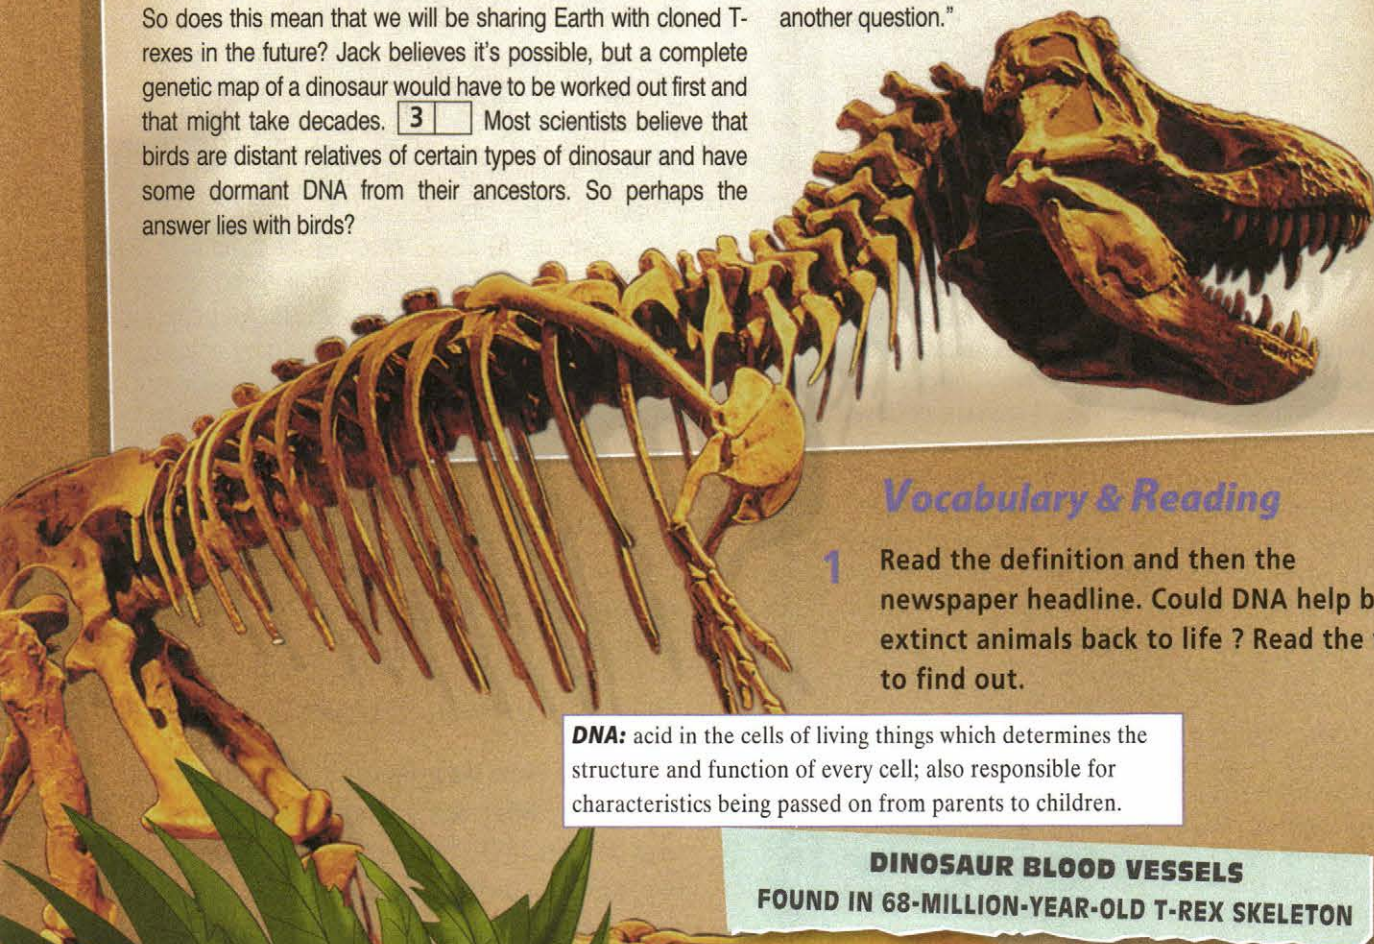 So does this mean that we will be sharing Earth with cloned T-
rexes in the future? Jack believes it's possible, but a complete
genetic map of a dinosaur would have to be worked out first and
that might take decades. 3 Most scientists believe that
birds are distant relatives of certain types of dinosaur and have
some dormant DNA from their ancestors. So perhaps the
answer lies with birds?
another question."
Vocabulary & Reading
1 Read the definition and then the
newspaper headline. Could DNA help
extinct animals back to life ? Read the
to find out.
DNA: acid in the cells of living things which determines the
structure and function of every cell; also responsible for
characteristics being passed on from parents to children.
DINOSAUR BLOOD VESSELS
FOUND IN 68-MILLION-YEAR-OLD T-REX SKELETON